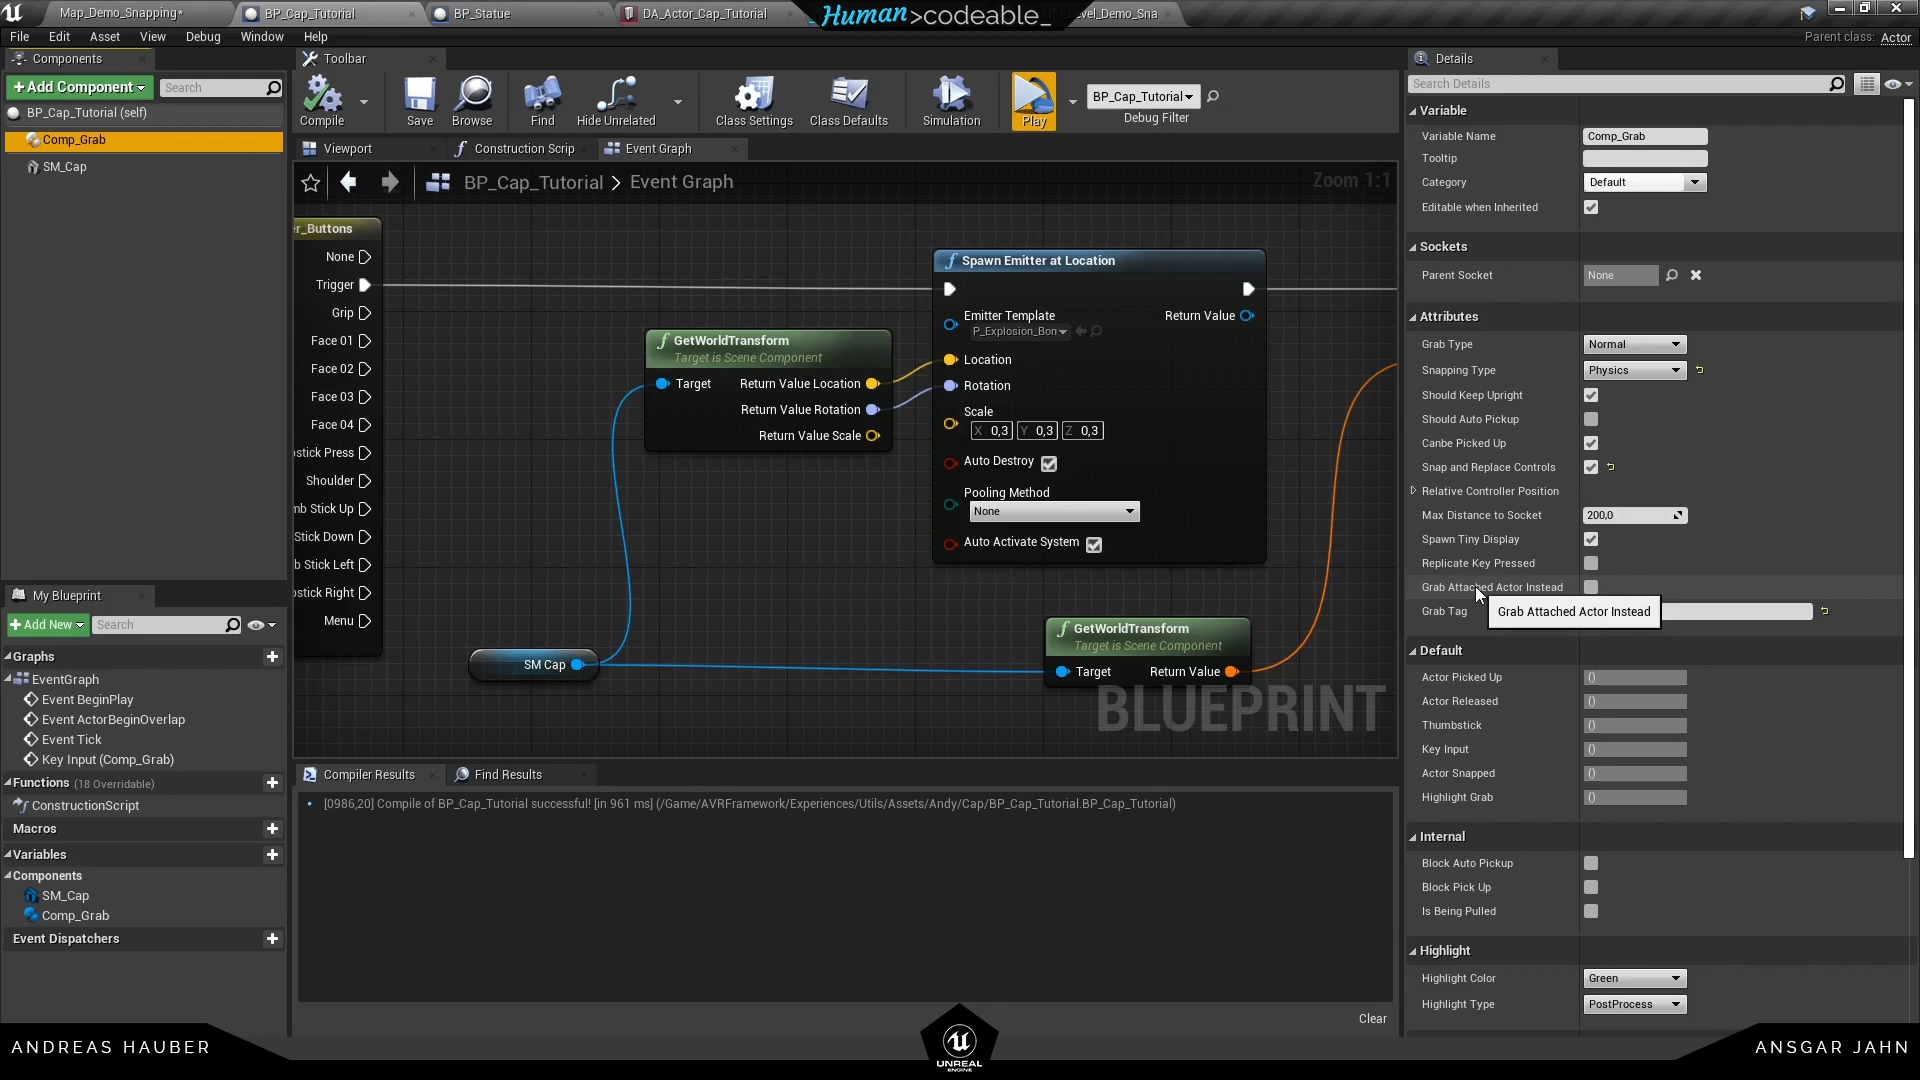 Map_Demo_Snapping*
BP_Cap_Tutorial
BP_Statue
DA_Actor_Cap_Tutorial
Human>codeable_
evel_Demo_Sna
File Edit Asset View Debug Window Help
Parent class: Actor
Components
+ Add Component
Search
BP_Cap_Tutorial (self)
Comp_Grab
SM_Cap
Toolbar
Compile
Save
Browse
Find
Hide Unrelated
Class Settings
Class Defaults
Simulation
Play
BP_Cap_Tutorial
Debug Filter
Viewport
Construction Scrip
Event Graph
BP_Cap_Tutorial > Event Graph
Zoom 1:1
er_Buttons
None
Trigger
Grip
Face 01
Face 02
Face 03
Face 04
stick Press
Shoulder
mb Stick Up
Stick Down
b Stick Left
ostick Right
Menu
GetWorldTransform
Target is Scene Component
Target
Return Value Location
Return Value Rotation
Return Value Scale
Spawn Emitter at Location
Emitter Template
P_Explosion_Bon
Return Value
Location
Rotation
Scale
X 0,3 Y 0,3 Z 0,3
Auto Destroy
Pooling Method
None
Auto Activate System
SM Cap
GetWorldTransform
Target is Scene Component
Target Return Value
BLUEPRINT
My Blueprint
+ Add New
Search
Graphs
EventGraph
Event BeginPlay
Event ActorBeginOverlap
Event Tick
Key Input (Comp_Grab)
Functions (18 Overridable)
ConstructionScript
Macros
Variables
Components
SM_Cap
Comp_Grab
Event Dispatchers
Compiler Results
Find Results
[0986,20] Compile of BP_Cap_Tutorial successful! [in 961 ms] (/Game/AVRFramework/Experiences/Utils/Assets/Andy/Cap/BP_Cap_Tutorial.BP_Cap_Tutorial)
Clear
Details
Search Details
Variable
Variable Name Comp_Grab
Tooltip
Category Default
Editable when Inherited
Sockets
Parent Socket None
Attributes
Grab Type Normal
Snapping Type Physics
Should Keep Upright
Should Auto Pickup
Canbe Picked Up
Snap and Replace Controls
Relative Controller Position
Max Distance to Socket 200,0
Spawn Tiny Display
Replicate Key Pressed
Grab Attached Actor Instead
Grab Tag
Grab Attached Actor Instead
Default
Actor Picked Up ()
Actor Released ()
Thumbstick ()
Key Input ()
Actor Snapped ()
Highlight Grab ()
Internal
Block Auto Pickup
Block Pick Up
Is Being Pulled
Highlight
Highlight Color Green
Highlight Type PostProcess
ANDREAS HAUBER
UNREAL
ENGINE
ANSGAR JAHN